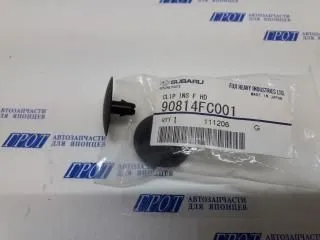 SUBARU
FUJI HEAVY INDUSTRIES LTD.
MADE IN JAPAN
CLIP INS F HD
90814FC001
QTY 1 111206 G
ГРОТ АВТОЗАПЧАСТИ
ДЛЯ ЯПОНЦЕВ
ГРОТ АВТОЗАПЧАСТИ
ДЛЯ ЯПОНЦЕВ
ГРОТ АВТОЗАПЧАСТИ
ДЛЯ ЯПОНЦЕВ